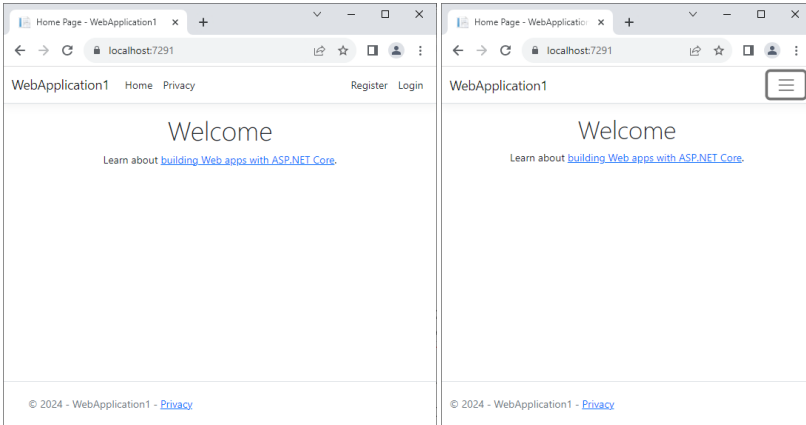 Home Page - WebApplication1
localhost:7291
WebApplication1 Home Privacy Register Login
Welcome
Learn about building Web apps with ASP.NET Core.
© 2024 - WebApplication1 - Privacy
Home Page - WebApplicatio
localhost:7291
WebApplication1
Welcome
Learn about building Web apps with ASP.NET Core.
© 2024 - WebApplication1 - Privacy